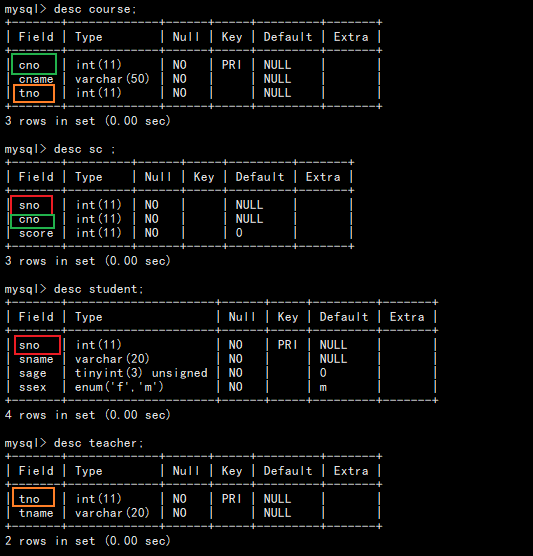 mysql> desc course;
+-------+-------------+------+-----+---------+-------+
| Field | Type        | Null | Key | Default | Extra |
+-------+-------------+------+-----+---------+-------+
| cno   | int(11)     | NO   | PRI | NULL    |       |
| cname | varchar(50) | NO   |     | NULL    |       |
| tno   | int(11)     | NO   |     | NULL    |       |
+-------+-------------+------+-----+---------+-------+
3 rows in set (0.00 sec)
mysql> desc sc ;
+-------+---------+------+-----+---------+-------+
| Field | Type    | Null | Key | Default | Extra |
+-------+---------+------+-----+---------+-------+
| sno   | int(11) | NO   |     | NULL    |       |
| cno   | int(11) | NO   |     | NULL    |       |
| score | int(11) | NO   |     | 0       |       |
+-------+---------+------+-----+---------+-------+
3 rows in set (0.00 sec)
mysql> desc student;
+-------+---------------------+------+-----+---------+-------+
| Field | Type                | Null | Key | Default | Extra |
+-------+---------------------+------+-----+---------+-------+
| sno   | int(11)             | NO   | PRI | NULL    |       |
| sname | varchar(20)         | NO   |     | NULL    |       |
| sage  | tinyint(3) unsigned | NO   |     | 0       |       |
| ssex  | enum('f','m')       | NO   |     | m       |       |
+-------+---------------------+------+-----+---------+-------+
4 rows in set (0.00 sec)
mysql> desc teacher;
+-------+-------------+------+-----+---------+-------+
| Field | Type        | Null | Key | Default | Extra |
+-------+-------------+------+-----+---------+-------+
| tno   | int(11)     | NO   | PRI | NULL    |       |
| tname | varchar(20) | NO   |     | NULL    |       |
+-------+-------------+------+-----+---------+-------+
2 rows in set (0.00 sec)